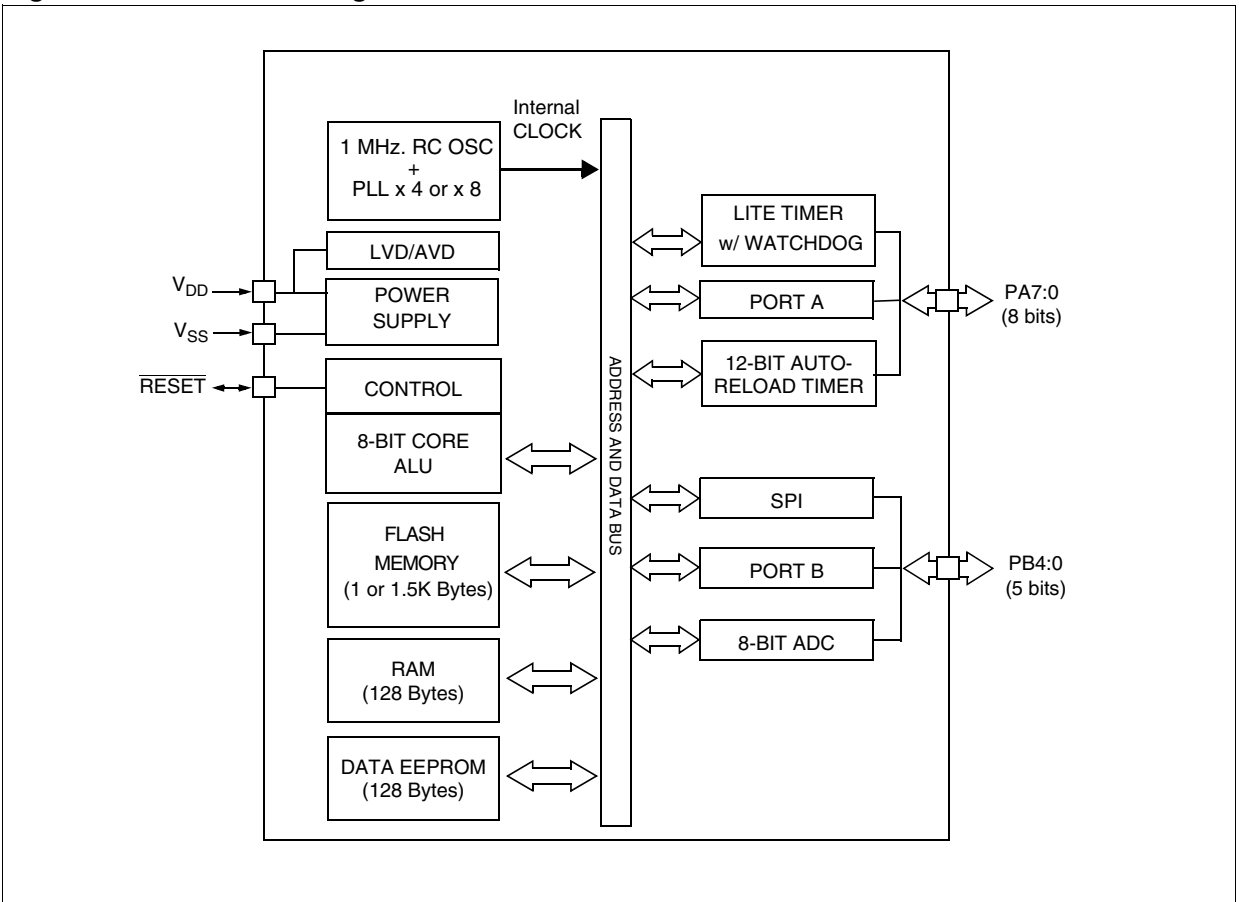 Internal
CLOCK
1 MHz. RC OSC
+
PLL x 4 or x 8
LVD/AVD
VDD
POWER
SUPPLY
VSS
RESET
CONTROL
8-BIT CORE
ALU
FLASH
MEMORY
(1 or 1.5K Bytes)
RAM
(128 Bytes)
DATA EEPROM
(128 Bytes)
ADDRESS AND DATA BUS
LITE TIMER
w/ WATCHDOG
PORT A
12-BIT AUTO-
RELOAD TIMER
PA7:0
(8 bits)
SPI
PORT B
8-BIT ADC
PB4:0
(5 bits)